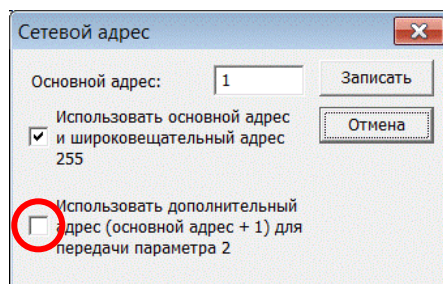 Сетевой адрес
Основной адрес: 1 Записать
Использовать основной адрес
и широковещательный адрес
255
Отмена
Использовать дополнительный
адрес (основной адрес + 1) для
передачи параметра 2